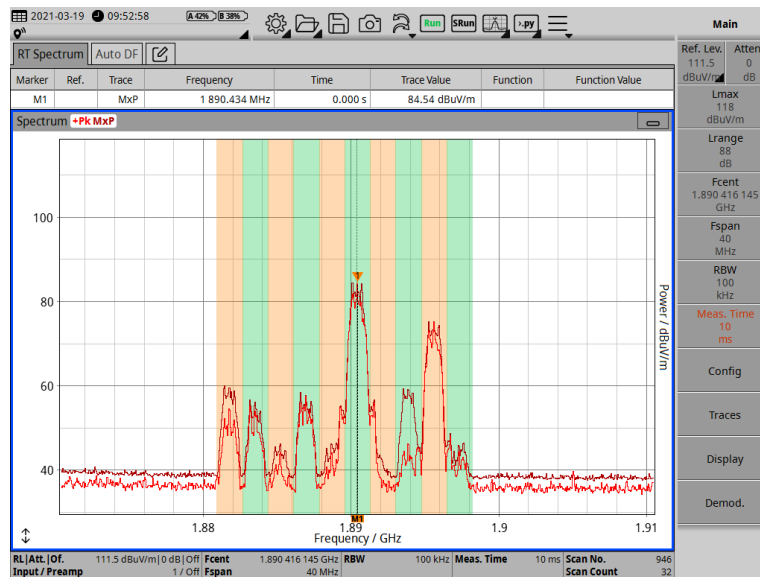 2021-03-19 09:52:58 A 42% B 38% Run SRun .py
RT Spectrum Auto DF
Marker Ref. Trace Frequency Time Trace Value Function Function Value
M1 MxP 1 890.434 MHz 0.000 s 84.54 dBuV/m
Spectrum +Pk MxP
100
80
60
40
Power / dBuV/m
1
M1
1.88 1.89 1.9 1.91
Frequency / GHz
RL|Att.|Of. 111.5 dBuV/m|0 dB|Off Fcent 1.890 416 145 GHz RBW 100 kHz Meas. Time 10 ms Scan No. 946
Input / Preamp 1 / Off Fspan 40 MHz Scan Count 32
Main
Ref. Lev. Atten
111.5 0
dBuV/m dB
Lmax
118
dBuV/m
Lrange
88
dB
Fcent
1.890 416 145
GHz
Fspan
40
MHz
RBW
100
kHz
Meas. Time
10
ms
Config
Traces
Display
Demod.